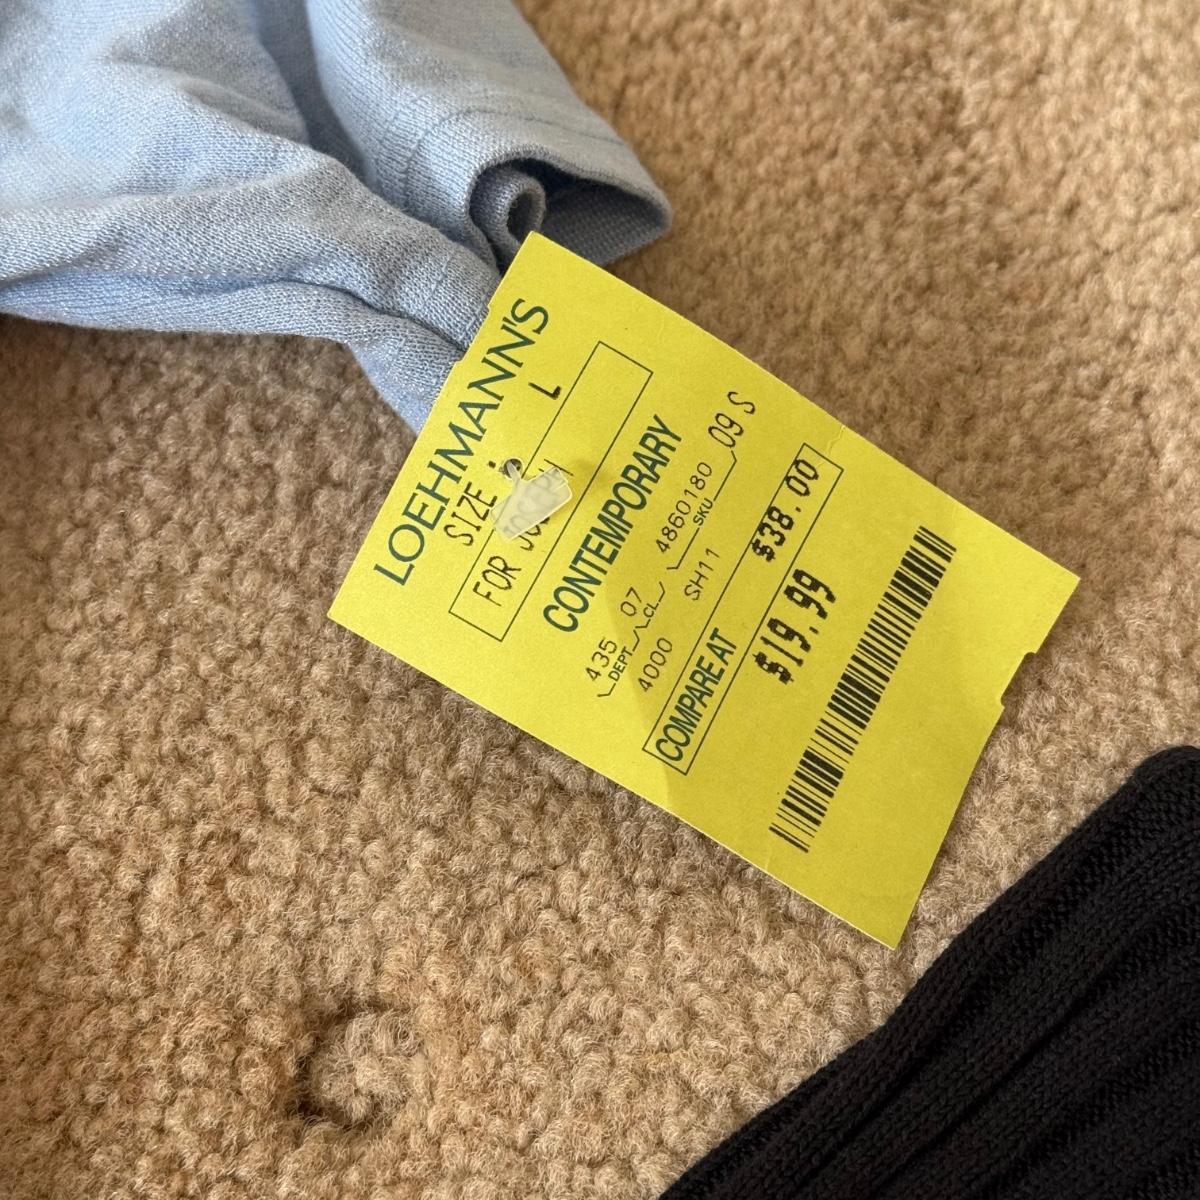 LOEHMANN'S
SIZE : L
FOR
CONTEMPORARY
435 07 4860180 09 S
DEPT CL SKU
4000 SH11
COMPARE AT $38.00
$19.99